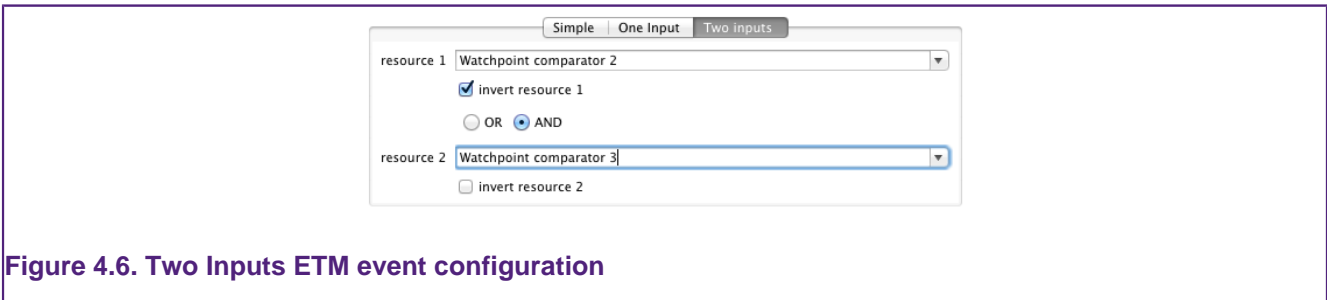 Simple One Input Two inputs
resource 1 Watchpoint comparator 2
invert resource 1
OR AND
resource 2 Watchpoint comparator 3
invert resource 2
Figure 4.6. Two Inputs ETM event configuration